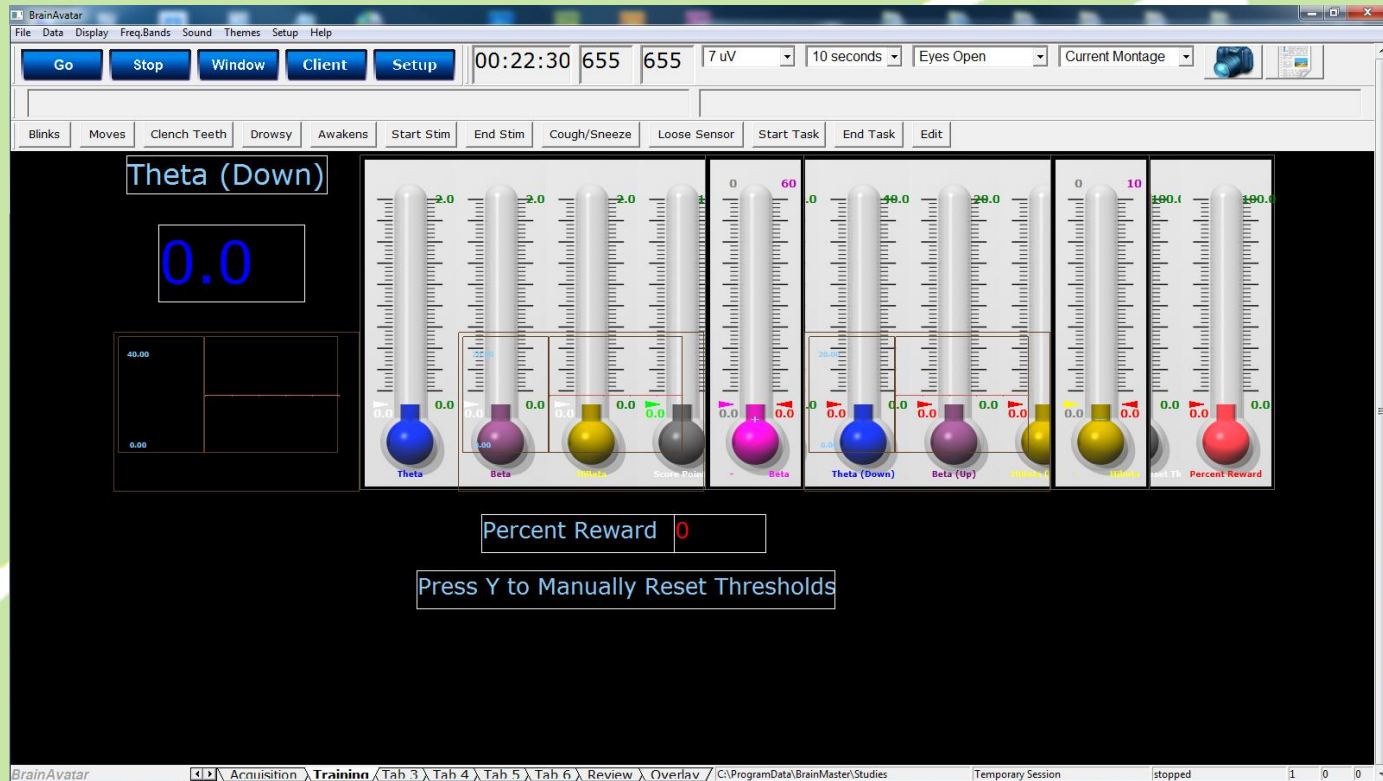 BrainAvatar
File Data Display Freq.Bands Sound Themes Setup Help
Go Stop Window Client Setup 00:22:30 655 655 7 uV 10 seconds Eyes Open Current Montage
Blinks Moves Clench Teeth Drowsy Awakens Start Stim End Stim Cough/Sneeze Loose Sensor Start Task End Task Edit
Theta (Down)
0 60 0 10
2.0 2.0 2.0 40.0 20.0 100.0
0.0
40.00 20.00
0.0 0.0 0.0 0.0 0.0 0.0 0.0
0.0 0.0 0.0 0.0 0.0 0.0 0.0 0.0 0.0 0.0 0.0 0.0
0.00 0.00
Theta Beta Score - Beta Theta (Down) Beta (Up) Percent Reward
Percent Reward 0
Press Y to Manually Reset Thresholds
BrainAvatar Acquisition Training Tab 3 Tab 4 Tab 5 Tab 6 Review Overlay C:\ProgramData\BrainMaster\Studies Temporary Session stopped 1 0 0